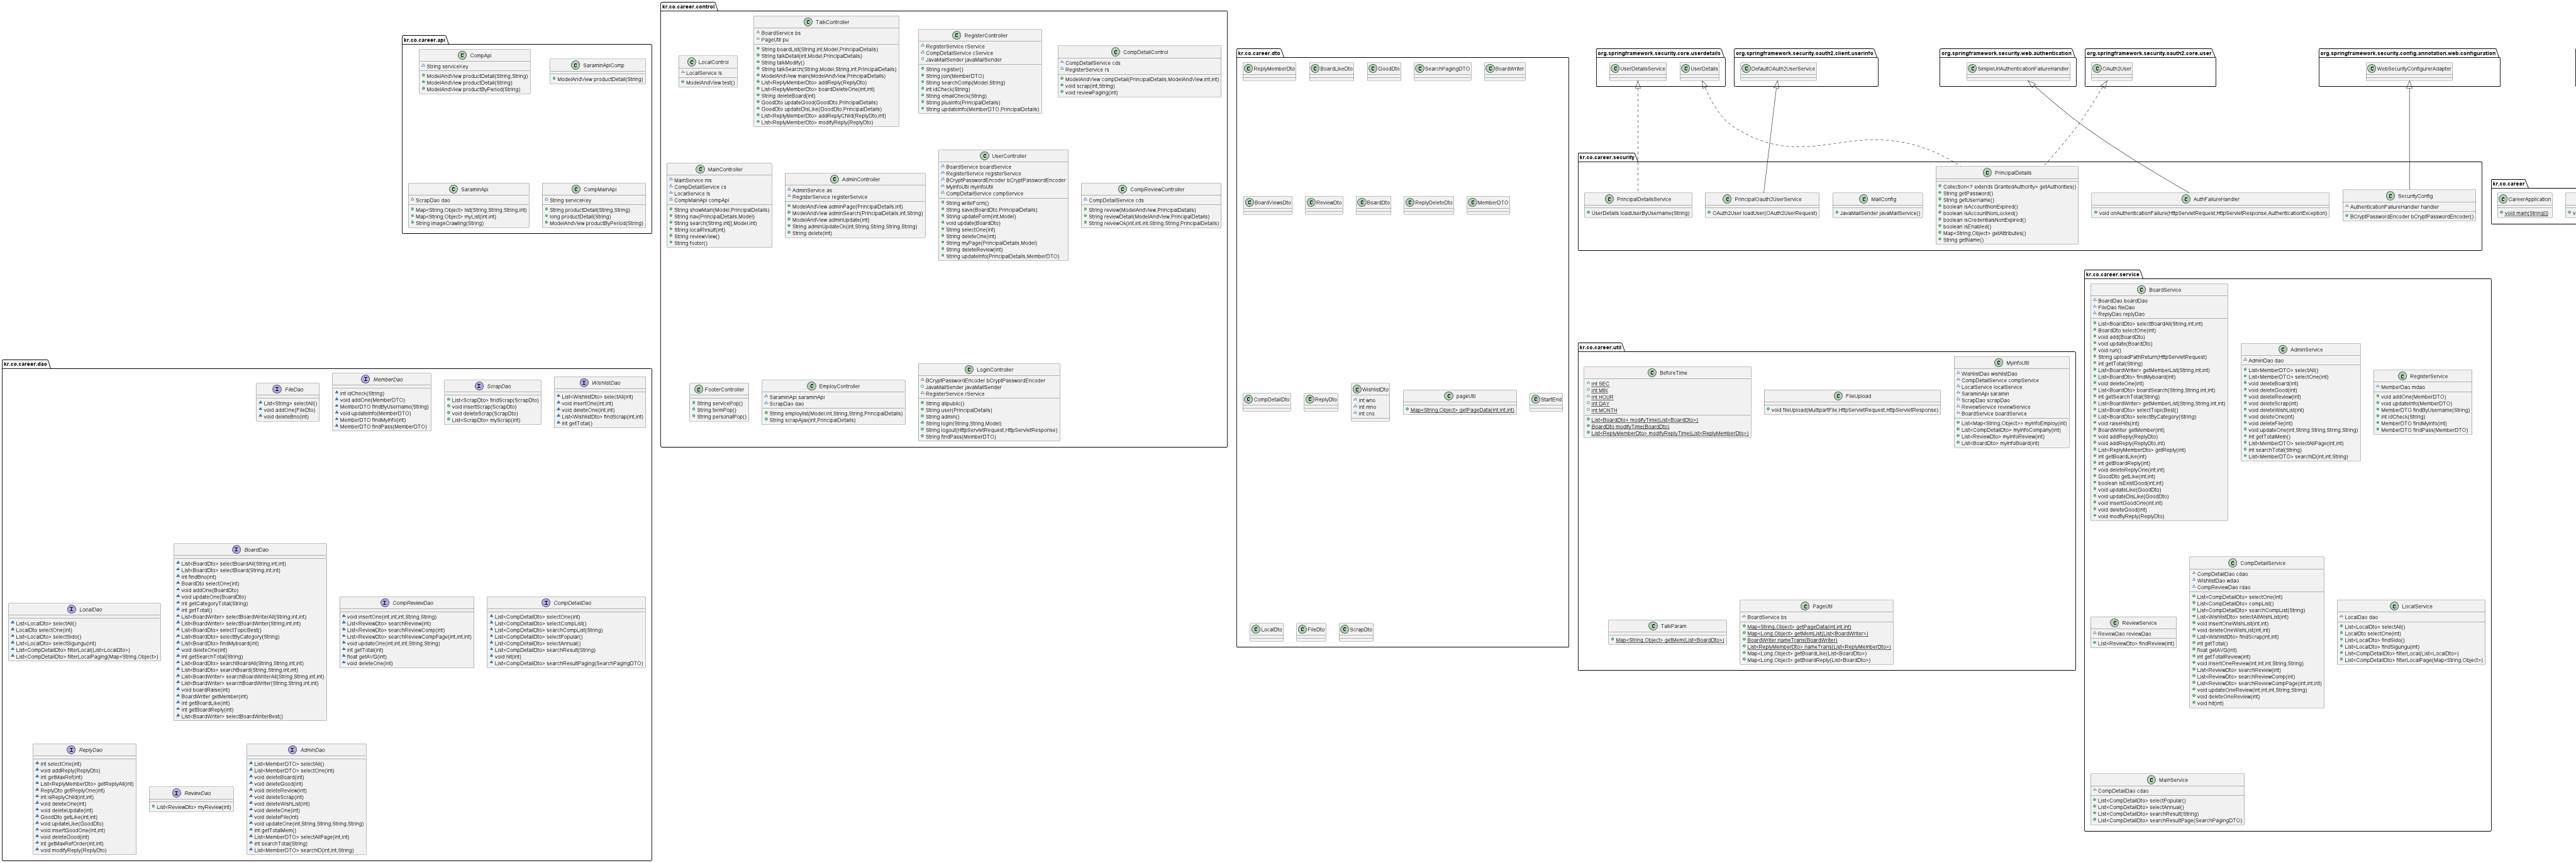 kr.co.career.api
CompApi
String serviceKey
ModelAndView productDetail(String,String)
ModelAndView productDetail(String)
ModelAndView productByPeriod(String)
SaraminApiComp
ModelAndView productDetail(String)
SaraminApi
ScrapDao dao
Map<String,Object> list(String,String,String,int)
Map<String,Object> myList(int,int)
String imageCrawling(String)
CompMainApi
String serviceKey
String productDetail(String,String)
long productDetail(String)
ModelAndView productByPeriod(String)
kr.co.career.control
LocalControl
LocalService ls
ModelAndView test()
TalkController
BoardService bs
PageUtil pu
String boardList(String,int,Model,PrincipalDetails)
String talkDetail(int,Model,PrincipalDetails)
String talkModify()
String talkSearch(String,Model,String,int,PrincipalDetails)
ModelAndView main(ModelAndView,PrincipalDetails)
List<ReplyMemberDto> addReply(ReplyDto)
List<ReplyMemberDto> boardDeleteOne(int,int)
String deleteBoard(int)
GoodDto updateGood(GoodDto,PrincipalDetails)
GoodDto updateDisLike(GoodDto,PrincipalDetails)
List<ReplyMemberDto> addReplyChild(ReplyDto,int)
List<ReplyMemberDto> modifyReply(ReplyDto)
RegisterController
RegisterService rService
CompDetailService cService
JavaMailSender javaMailSender
String register()
String join(MemberDTO)
int idCheck(String)
String searchComp(Model,String)
String emailCheck(String)
String plusInfo(PrincipalDetails)
String updateInfo(MemberDTO,PrincipalDetails)
CompDetailControl
CompDetailService cds
RegisterService rs
ModelAndView compDetail(PrincipalDetails,ModelAndView,int,int)
void scrap(int,String)
void reviewPaging(int)
MainController
MainService ms
CompDetailService cs
LocalService ls
CompMainApi compApi
String showMain(Model,PrincipalDetails)
String nav(PrincipalDetails,Model)
String search(String,int[],Model,int)
String localResult(int)
String reviewView()
String footer()
AdminController
AdminService as
RegisterService registerService
ModelAndView adminPage(PrincipalDetails,int)
ModelAndView adminSearch(PrincipalDetails,int,String)
ModelAndView adminUpdate(int)
String adminUpdateOk(int,String,String,String,String)
String delete(int)
UserController
BoardService boardService
RegisterService registerService
BCryptPasswordEncoder bCryptPasswordEncoder
MyInfoUtil myInfoUtil
CompDetailService compService
String writeForm()
String save(BoardDto,PrincipalDetails)
String updateForm(int,Model)
void update(BoardDto)
String selectOne(int)
String deleteOne(int)
String myPage(PrincipalDetails,Model)
String deleteReview(int)
String updateInfo(PrincipalDetails,MemberDTO)
CompReviewController
CompDetailService cds
String review(ModelAndView,PrincipalDetails)
String reviewDetail(ModelAndView,PrincipalDetails)
String reivewOk(int,int,int,String,String,PrincipalDetails)
FooterController
String servicePop()
String termPop()
String personalPop()
EmployController
SaraminApi saraminApi
ScrapDao dao
String employlist(Model,int,String,String,PrincipalDetails)
String scrapAjax(int,PrincipalDetails)
LoginController
BCryptPasswordEncoder bCryptPasswordEncoder
JavaMailSender javaMailSender
RegisterService rService
String allpublic()
String user(PrincipalDetails)
String admin()
String login(String,String,Model)
String logout(HttpServletRequest,HttpServletResponse)
String findPass(MemberDTO)
kr.co.career.dto
ReplyMemberDto
BoardLikeDto
GoodDto
SearchPagingDTO
BoardWriter
BoardViewsDto
ReviewDto
BoardDto
ReplyDeleteDto
MemberDTO
CompDetailDto
ReplyDto
WishlistDto
int wno
int mno
int cno
pageUtil
Map<String,Object> getPageData(int,int,int)
StartEnd
LocalDto
FileDto
ScrapDto
org.springframework.security.core.userdetails
UserDetailsService
UserDetails
org.springframework.security.oauth2.client.userinfo
DefaultOAuth2UserService
org.springframework.security.web.authentication
SimpleUrlAuthenticationFailureHandler
org.springframework.security.oauth2.core.user
OAuth2User
org.springframework.security.config.annotation.web.configuration
WebSecurityConfigurerAdapter
kr.co.career.security
PrincipalDetailsService
UserDetails loadUserByUsername(String)
PrincipalOauth2UserService
OAuth2User loadUser(OAuth2UserRequest)
MailConfig
JavaMailSender javaMailService()
PrincipalDetails
Collection<? extends GrantedAuthority> getAuthorities()
String getPassword()
String getUsername()
boolean isAccountNonExpired()
boolean isAccountNonLocked()
boolean isCredentialsNonExpired()
boolean isEnabled()
Map<String,Object> getAttributes()
String getName()
AuthFailureHandler
void onAuthenticationFailure(HttpServletRequest,HttpServletResponse,AuthenticationException)
SecurityConfig
AuthenticationFailureHandler handler
BCryptPasswordEncoder bCryptPasswordEncoder()
kr.co.career
CareerApplication
void main(String[])
kr.co.career.dao
FileDao
List<String> selectAll()
void addOne(FileDto)
void deleteBno(int)
MemberDao
int idCheck(String)
void addOne(MemberDTO)
MemberDTO findByUsername(String)
void updateInfo(MemberDTO)
MemberDTO findMyInfo(int)
MemberDTO findPass(MemberDTO)
ScrapDao
List<ScrapDto> findScrap(ScrapDto)
void insertScrap(ScrapDto)
void deleteScrap(ScrapDto)
List<ScrapDto> myScrap(int)
WishlistDao
List<WishlistDto> selectAll(int)
void insertOne(int,int)
void deleteOne(int,int)
List<WishlistDto> findScrap(int,int)
int getTotal()
LocalDao
List<LocalDto> selectAll()
LocalDto selectOne(int)
List<LocalDto> selectSido()
List<LocalDto> selectSigungu(int)
List<CompDetailDto> filterLocal(List<LocalDto>)
List<CompDetailDto> filterLocalPaging(Map<String,Object>)
BoardDao
List<BoardDto> selectBoardAll(String,int,int)
List<BoardDto> selectBoard(String,int,int)
int findBno(int)
BoardDto selectOne(int)
void addOne(BoardDto)
void updateOne(BoardDto)
int getCategoryTotal(String)
int getTotal()
List<BoardWriter> selectBoardWriterAll(String,int,int)
List<BoardWriter> selectBoardWriter(String,int,int)
List<BoardDto> selectTopicBest()
List<BoardDto> selectByCategory(String)
List<BoardDto> findMyboard(int)
void deleteOne(int)
int getSearchTotal(String)
List<BoardDto> searchBoardAll(String,String,int,int)
List<BoardDto> searchBoard(String,String,int,int)
List<BoardWriter> searchBoardWriterAll(String,String,int,int)
List<BoardWriter> searchBoardWriter(String,String,int,int)
void boardRaise(int)
BoardWriter getMember(int)
int getBoardLike(int)
int getBoardReply(int)
List<BoardWriter> selectBoardWriterBest()
CompReviewDao
void insertOne(int,int,int,String,String)
List<ReviewDto> searchReview(int)
List<ReviewDto> searchReviewComp(int)
List<ReviewDto> searchReviewCompPage(int,int,int)
void updateOne(int,int,int,String,String)
int getTotal(int)
float getAVG(int)
void deleteOne(int)
CompDetailDao
List<CompDetailDto> selectOne(int)
List<CompDetailDto> selectCompList()
List<CompDetailDto> searchCompList(String)
List<CompDetailDto> selectPopular()
List<CompDetailDto> selectAnnual()
List<CompDetailDto> searchResult(String)
void hit(int)
List<CompDetailDto> searchResultPaging(SearchPagingDTO)
ReplyDao
int selectOne(int)
void addReply(ReplyDto)
int getMaxRef(int)
List<ReplyMemberDto> getReplyAll(int)
ReplyDto getReplyOne(int)
int isReplyChild(int,int)
void deleteOne(int)
void deleteUpdate(int)
GoodDto getLike(int,int)
void updateLike(GoodDto)
void insertGoodOne(int,int)
void deleteGood(int)
int getMaxRefOrder(int,int)
void modifyReply(ReplyDto)
ReviewDao
List<ReviewDto> myReview(int)
AdminDao
List<MemberDTO> selectAll()
List<MemberDTO> selectOne(int)
void deleteBoard(int)
void deleteGood(int)
void deleteReview(int)
void deleteScrap(int)
void deleteWishList(int)
void deleteOne(int)
void deleteFile(int)
void updateOne(int,String,String,String,String)
int getTotalMem()
List<MemberDTO> selectAllPage(int,int)
int searchTotal(String)
List<MemberDTO> searchID(int,int,String)
kr.co.career.util
BeforeTime
int SEC
int MIN
int HOUR
int DAY
int MONTH
List<BoardDto> modifyTime(List<BoardDto>)
BoardDto modifyTime(BoardDto)
List<ReplyMemberDto> modifyReplyTime(List<ReplyMemberDto>)
FileUpload
void fileUpload(MultipartFile,HttpServletRequest,HttpServletResponse)
MyInfoUtil
WishlistDao wishlistDao
CompDetailService compService
LocalService localService
SaraminApi saramin
ScrapDao scrapDao
ReviewService reviewService
BoardService boardService
List<Map<String,Object>> myInfoEmploy(int)
List<CompDetailDto> myInfoCompany(int)
List<ReviewDto> myInfoReview(int)
List<BoardDto> myInfoBoard(int)
TalkParam
Map<String,Object> getMem(List<BoardDto>)
PageUtil
BoardService bs
Map<String,Object> getPageData(int,int,int)
Map<Long,Object> getMemList(List<BoardWriter>)
BoardWriter nameTrans(BoardWriter)
List<ReplyMemberDto> nameTrans(List<ReplyMemberDto>)
Map<Long,Object> getBoardLike(List<BoardDto>)
Map<Long,Object> getBoardReply(List<BoardDto>)
kr.co.career.service
BoardService
BoardDao boardDao
FileDao fileDao
ReplyDao replyDao
List<BoardDto> selectBoardAll(String,int,int)
BoardDto selectOne(int)
void add(BoardDto)
void update(BoardDto)
void run()
String uploadPathReturn(HttpServletRequest)
int getTotal(String)
List<BoardWriter> getMemberList(String,int,int)
List<BoardDto> findMyboard(int)
void deleteOne(int)
List<BoardDto> boardSearch(String,String,int,int)
int getSearchTotal(String)
List<BoardWriter> getMemberList(String,String,int,int)
List<BoardDto> selectTopicBest()
List<BoardDto> selectByCategory(String)
void raiseHits(int)
BoardWriter getMember(int)
void addReply(ReplyDto)
void addReply(ReplyDto,int)
List<ReplyMemberDto> getReply(int)
int getBoardLike(int)
int getBoardReply(int)
void deleteReplyOne(int,int)
GoodDto getLike(int,int)
boolean isExistGood(int,int)
void updateLike(GoodDto)
void updateDisLike(GoodDto)
void insertGoodOne(int,int)
void deleteGood(int)
void modfiyReply(ReplyDto)
AdminService
AdminDao dao
List<MemberDTO> selectAll()
List<MemberDTO> selectOne(int)
void deleteBoard(int)
void deleteGood(int)
void deleteReview(int)
void deleteScrap(int)
void deleteWishList(int)
void deleteOne(int)
void deleteFile(int)
void updateOne(int,String,String,String,String)
int getTotalMem()
List<MemberDTO> selectAllPage(int,int)
int searchTotal(String)
List<MemberDTO> searchID(int,int,String)
RegisterService
MemberDao mdao
void addOne(MemberDTO)
void updateInfo(MemberDTO)
MemberDTO findByUsername(String)
int idCheck(String)
MemberDTO findMyInfo(int)
MemberDTO findPass(MemberDTO)
ReviewService
ReviewDao reviewDao
List<ReviewDto> findReview(int)
CompDetailService
CompDetailDao cdao
WishlistDao wdao
CompReviewDao rdao
List<CompDetailDto> selectOne(int)
List<CompDetailDto> compList()
List<CompDetailDto> searchCompList(String)
List<WishlistDto> selectAllWishList(int)
void insertOneWishList(int,int)
void deleteOneWishList(int,int)
List<WishlistDto> findScrap(int,int)
int getTotal()
float getAVG(int)
int getTotalReview(int)
void insertOneReview(int,int,int,String,String)
List<ReviewDto> searchReview(int)
List<ReviewDto> searchReviewComp(int)
List<ReviewDto> searchReviewCompPage(int,int,int)
void updateOneReview(int,int,int,String,String)
void deleteOneReview(int)
void hit(int)
LocalService
LocalDao dao
List<LocalDto> selectAll()
LocalDto selectOne(int)
List<LocalDto> findSido()
List<LocalDto> findSigungu(int)
List<CompDetailDto> filterLocal(List<LocalDto>)
List<CompDetailDto> filterLocalPage(Map<String,Object>)
MainService
CompDetailDao cdao
List<CompDetailDto> selectPopular()
List<CompDetailDto> selectAnnual()
List<CompDetailDto> searchResult(String)
List<CompDetailDto> searchResultPage(SearchPagingDTO)